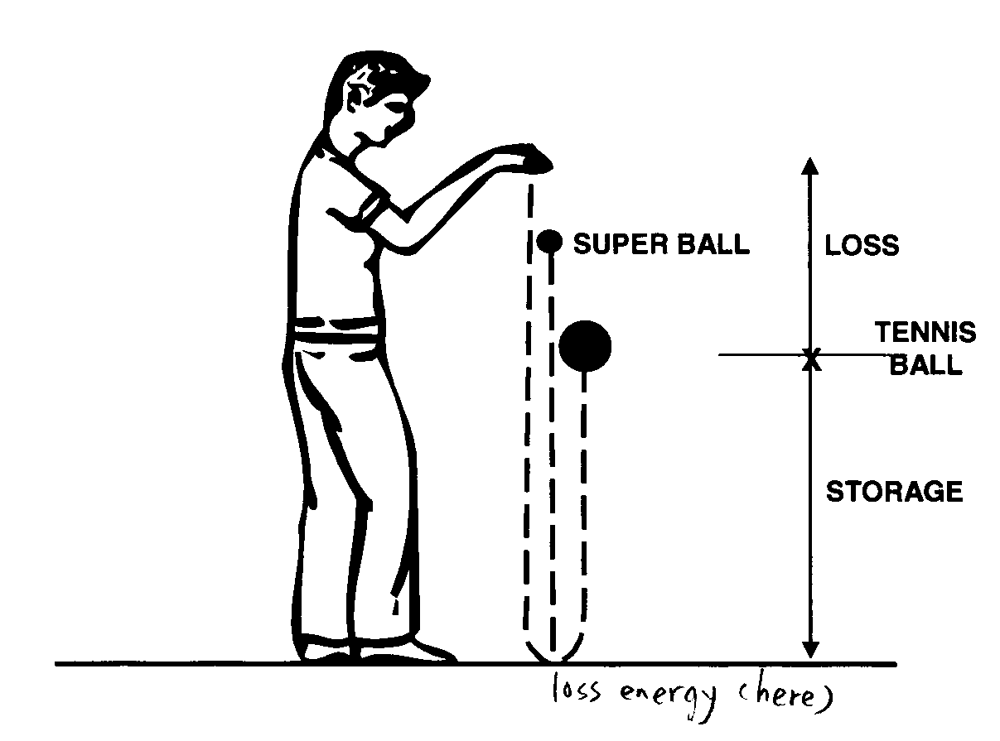 SUPER BALL
LOSS
TENNIS
BALL
STORAGE
loss energy (here)